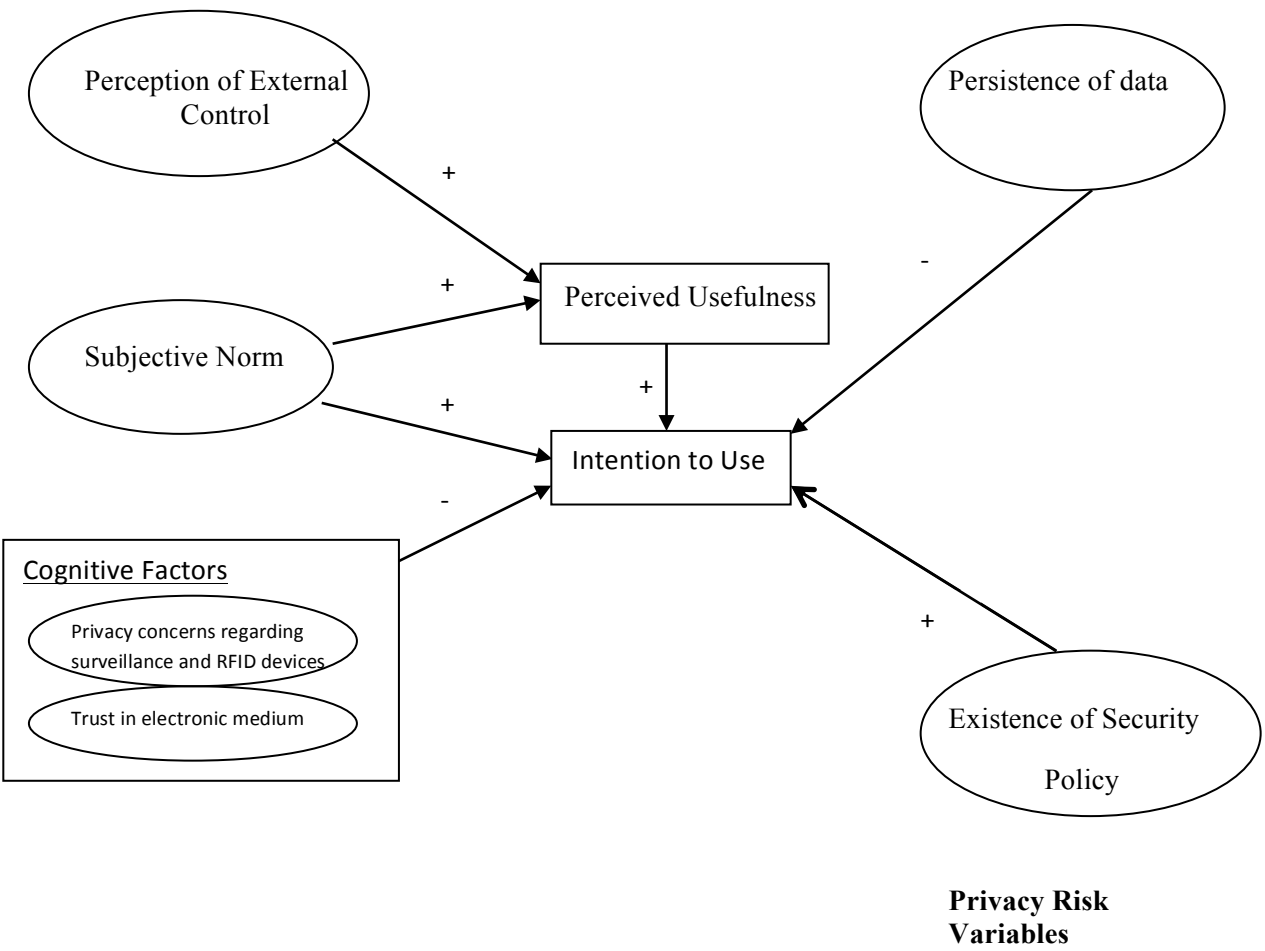 Perception of External
Control
Persistence of data
+
-
+
Perceived Usefulness
Subjective Norm
+
+
Intention to Use
-
Cognitive Factors
Privacy concerns regarding
surveillance and RFID devices
Trust in electronic medium
+
Existence of Security
Policy
Privacy Risk
Variables